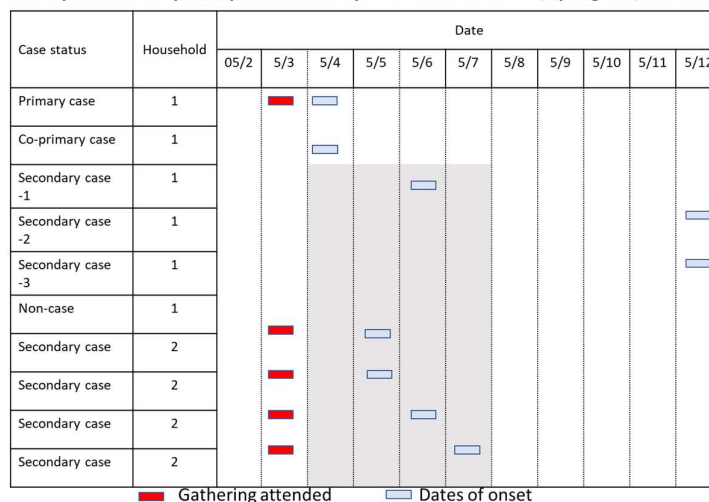 Case status Household Date
05/2 5/3 5/4 5/5 5/6 5/7 5/8 5/9 5/10 5/11 5/12
Primary case 1
Co-primary case 1
Secondary case 1
-1
Secondary case 1
-2
Secondary case 1
-3
Non-case 1
Secondary case 2
Secondary case 2
Secondary case 2
Secondary case 2
Gathering attended Dates of onset